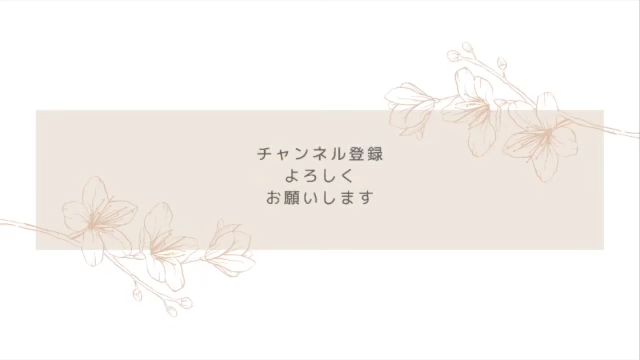 チャンネル登録
よろしく
お願いします